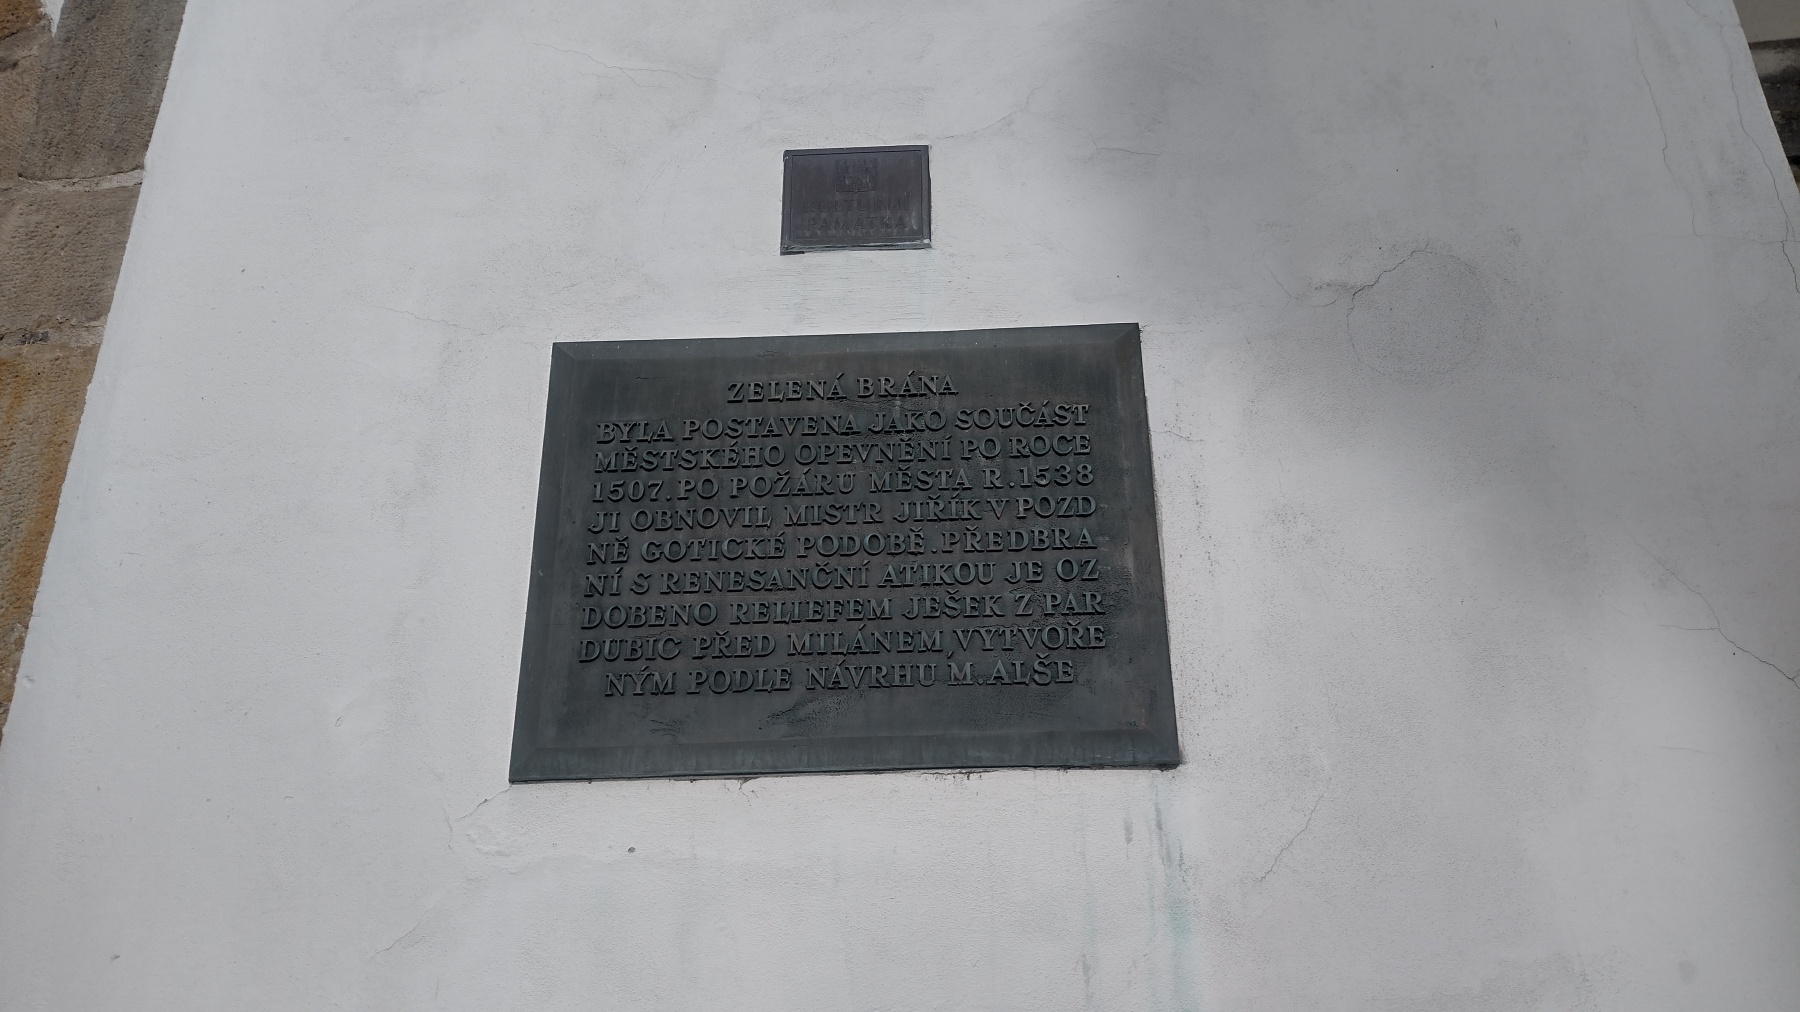 KULTURNÍ
PAMÁTKA
ZELENÁ BRÁNA
BYLA POSTAVENA JAKO SOUČÁST
MĚSTSKÉHO OPEVNĚNÍ PO ROCE
1507. PO POŽÁRU MĚSTA R. 1538
JI OBNOVIL MISTR JIŘÍK V POZD
NĚ GOTICKÉ PODOBĚ. PŘEDBRA
NÍ S RENESANČNÍ ATIKOU JE OZ
DOBENO RELIEFEM JEŠEK Z PAR
DUBIC PŘED MILÁNEM, VYTVOŘE
NÝM PODLE NÁVRHU M. ALŠE